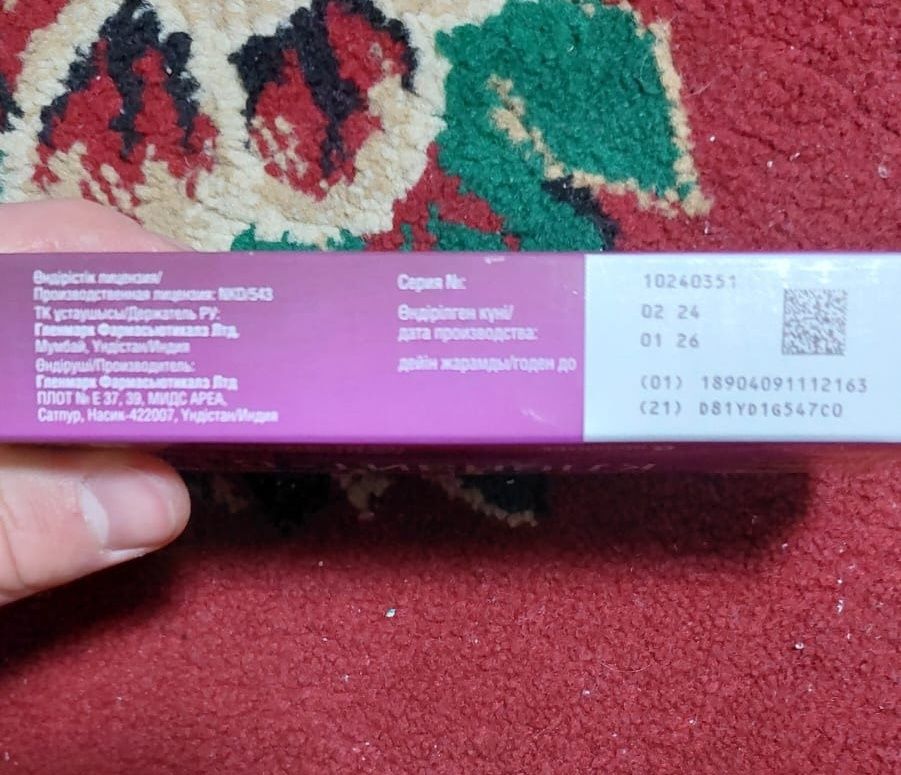 Өндірістік лицензия/
Производственная лицензия: NKD/543
ТК ұстаушысы/Держатель РУ:
Гленмарк Фармасьютикалз Лтд,
Мумбай, Үндістан/Индия
Өндіруші/Производитель:
Гленмарк Фармасьютикалз Лтд
ПЛОТ № Е 37, 39, МИДС АРЕА,
Сатпур, Насик-422007, Үндістан/Индия
Серия №:
Өндірілген күні/
дата производства:
дейін жарамды/годен до
10240351
02 24
01 26
(01) 18904091112163
(21) D81YD1G547CO